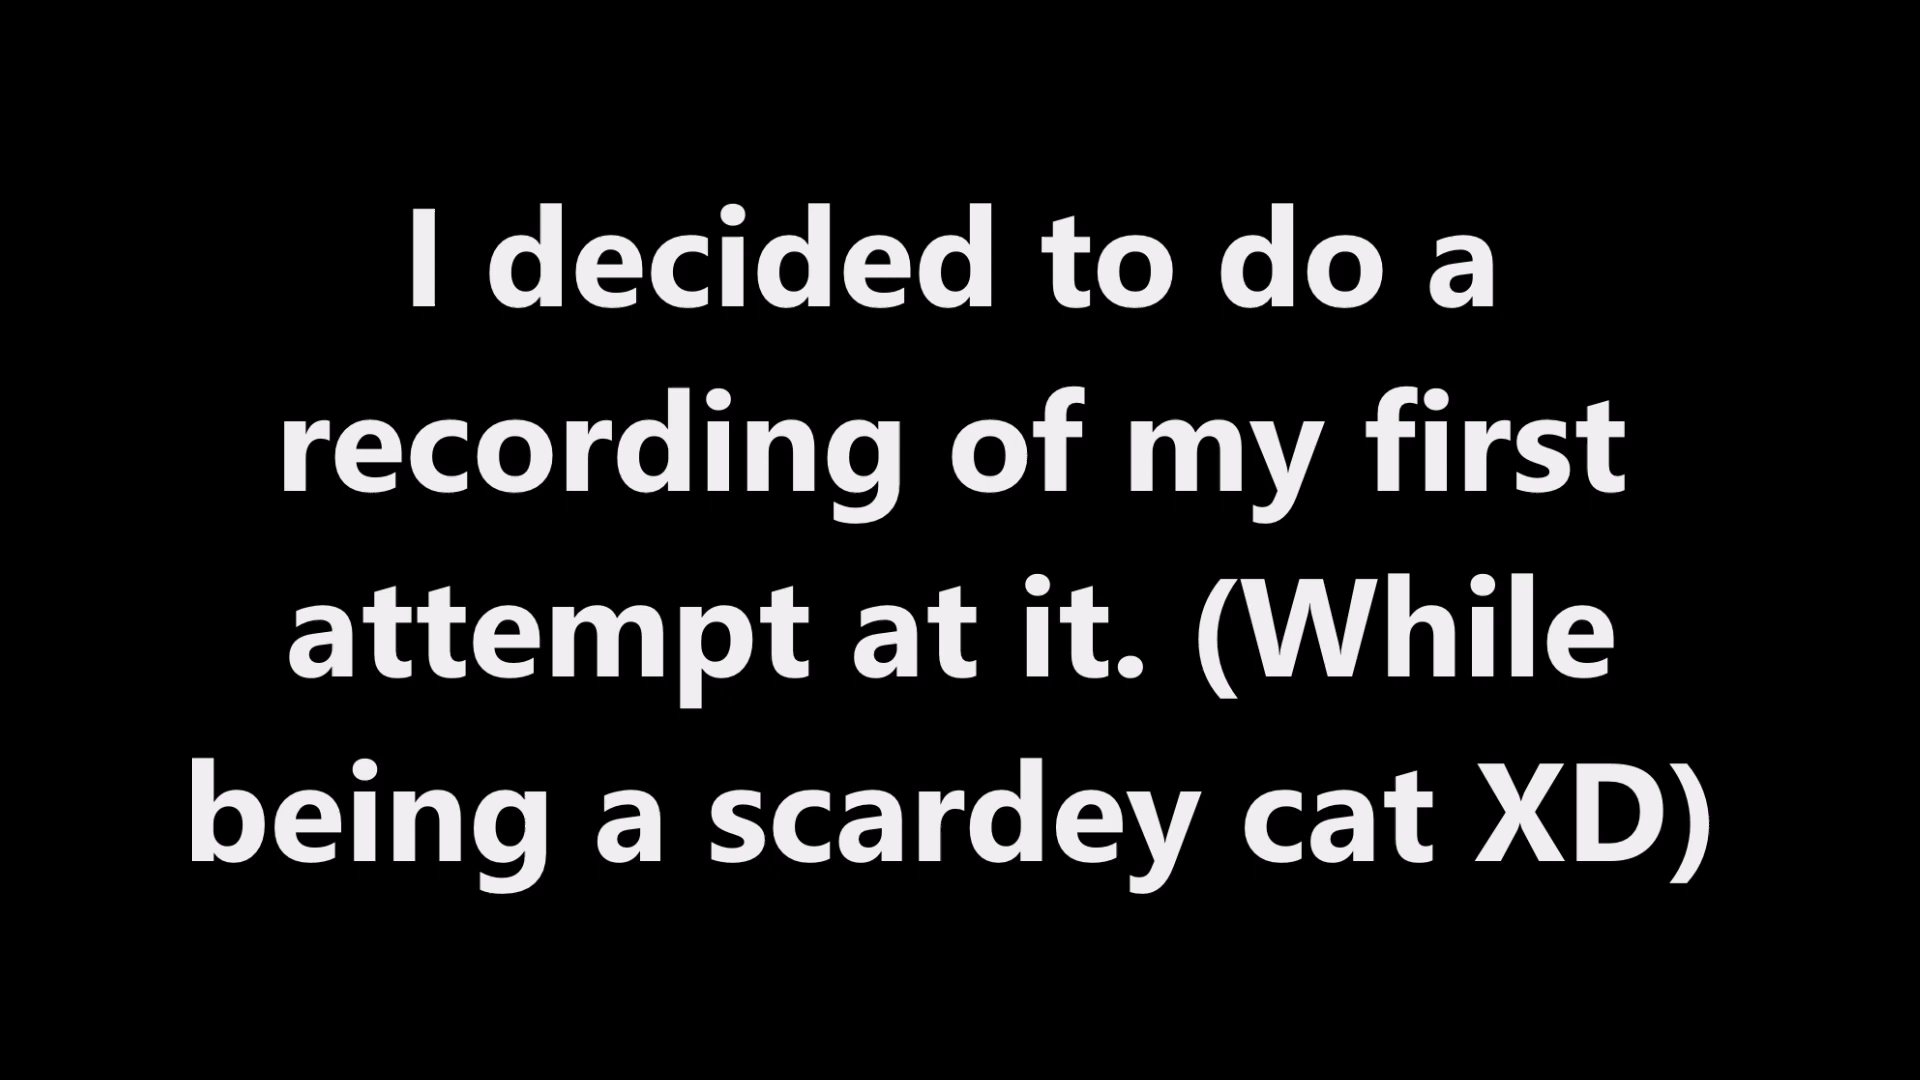 I decided to do a
recording of my first
attempt at it. (While
being a scardey cat XD)